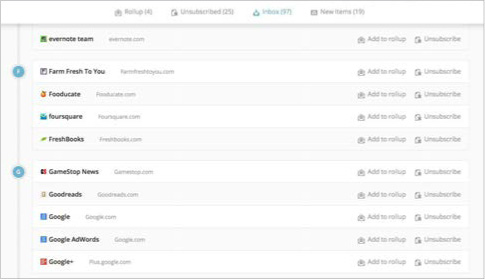 Rollup (4) Unsubscribed (25) Inbox (97) New Items (19)
evernote team evernote.com Add to rollup Unsubscribe
F
Farm Fresh To You Farmfreshtoyou.com Add to rollup Unsubscribe
Fooducate Fooducate.com Add to rollup Unsubscribe
foursquare Foursquare.com Add to rollup Unsubscribe
FreshBooks Freshbooks.com Add to rollup Unsubscribe
G
GameStop News Gamestop.com Add to rollup Unsubscribe
Goodreads Goodreads.com Add to rollup Unsubscribe
Google Google.com Add to rollup Unsubscribe
Google AdWords Google.com Add to rollup Unsubscribe
Google+ Plus.google.com Add to rollup Unsubscribe